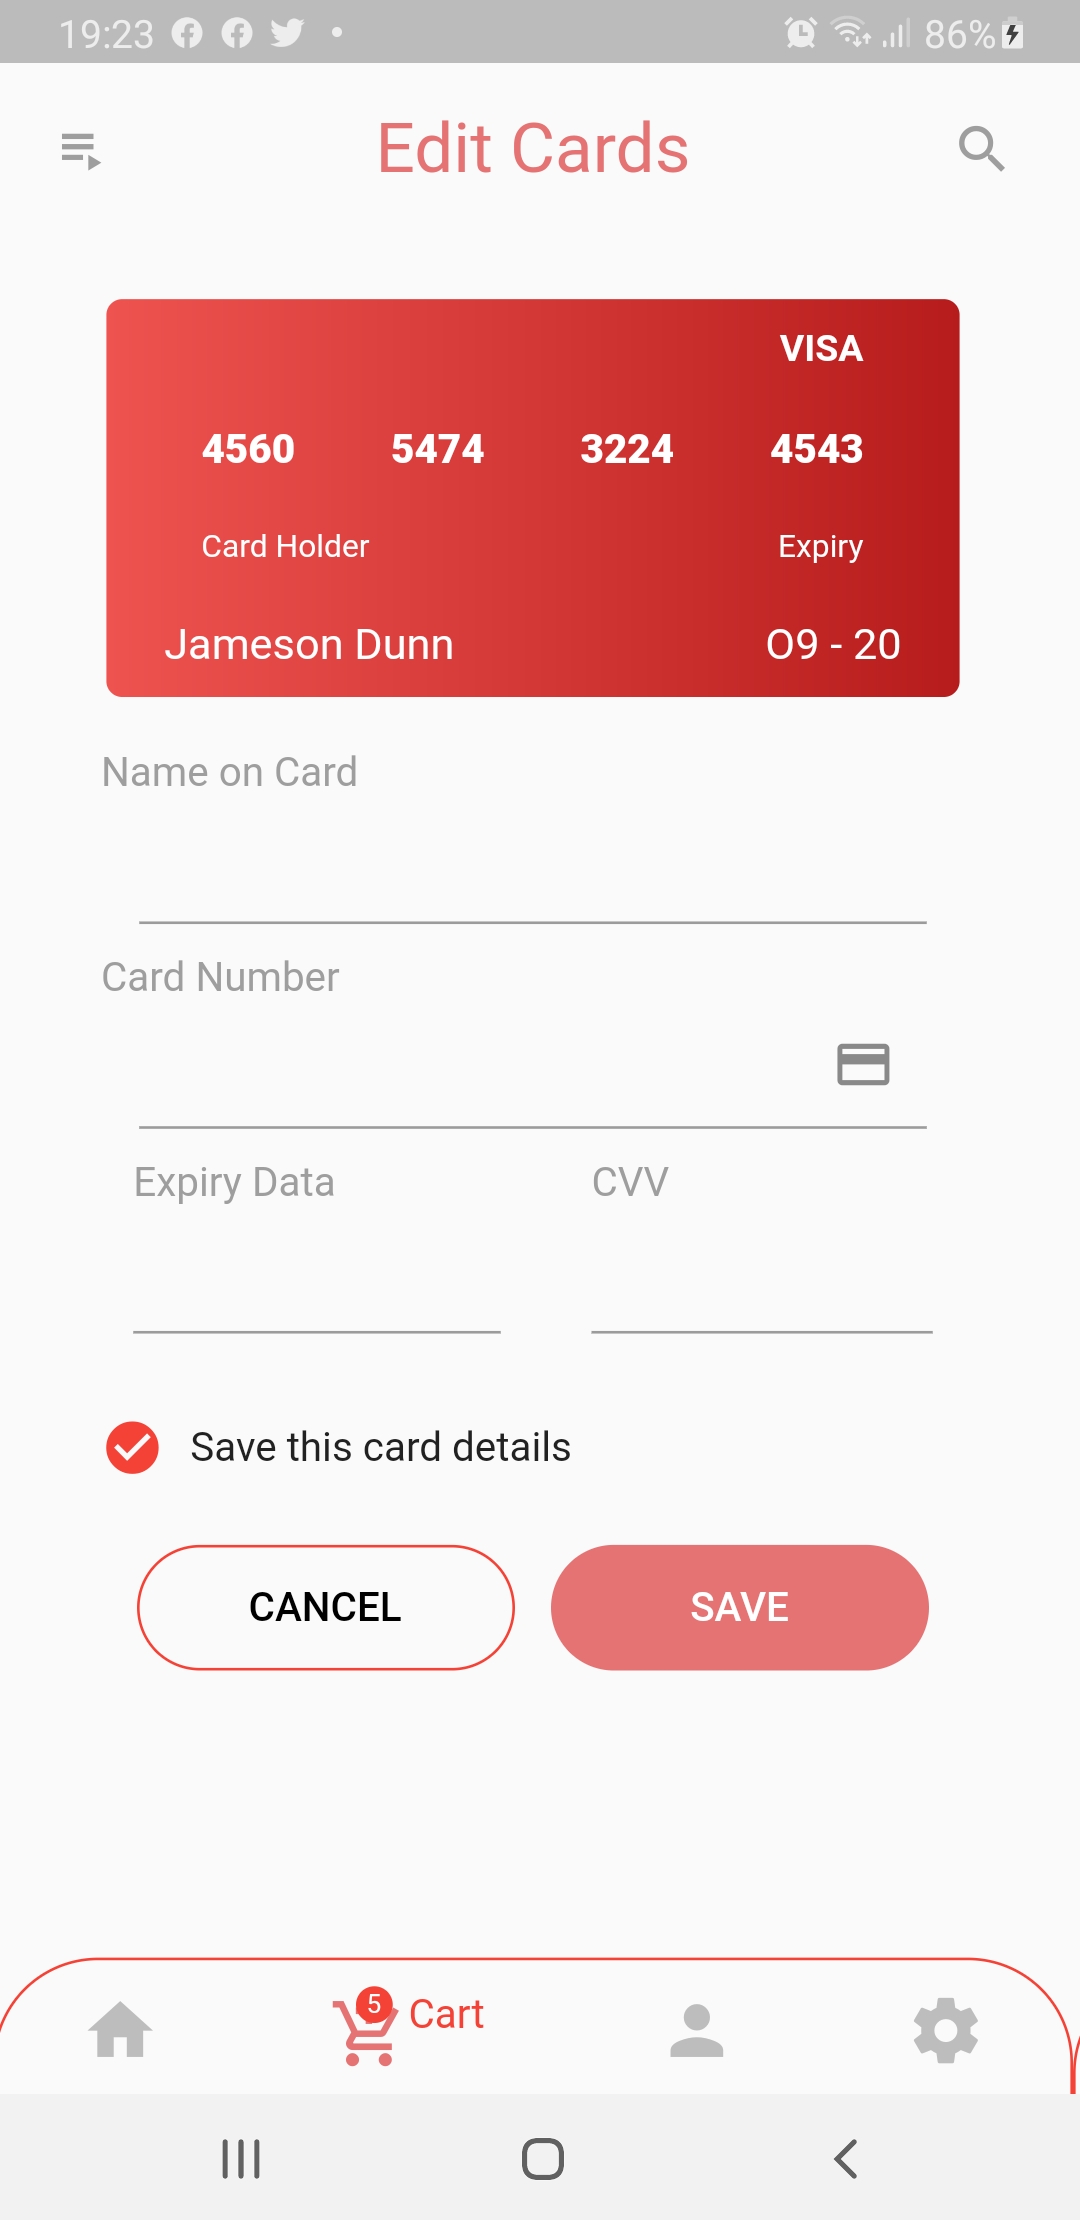 19:23 86%
Edit Cards
VISA
4560 5474 3224 4543
Card Holder Expiry
Jameson Dunn O9 - 20
Name on Card
Card Number
Expiry Data CVV
Save this card details
CANCEL SAVE
5 Cart